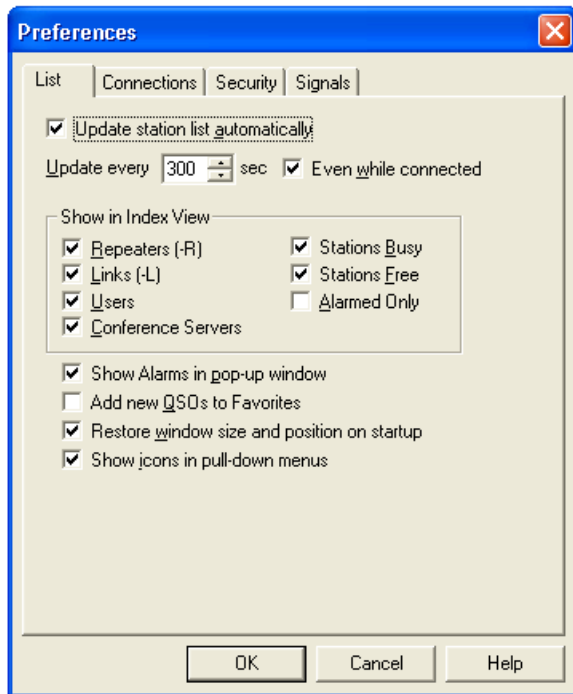 Preferences
List Connections Security Signals
Update station list automatically
Update every 300 sec Even while connected
Show in Index View
Repeaters (-R) Stations Busy
Links (-L) Stations Free
Users Alarmed Only
Conference Servers
Show Alarms in pop-up window
Add new QSOs to Favorites
Restore window size and position on startup
Show icons in pull-down menus
OK Cancel Help